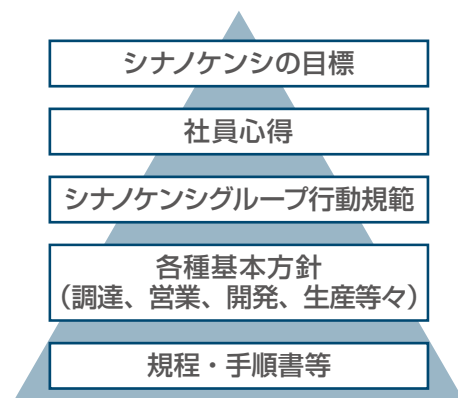 シナノケンシの目標
社員心得
シナノケンシグループ行動規範
各種基本方針
（調達、営業、開発、生産等々）
規程・手順書等